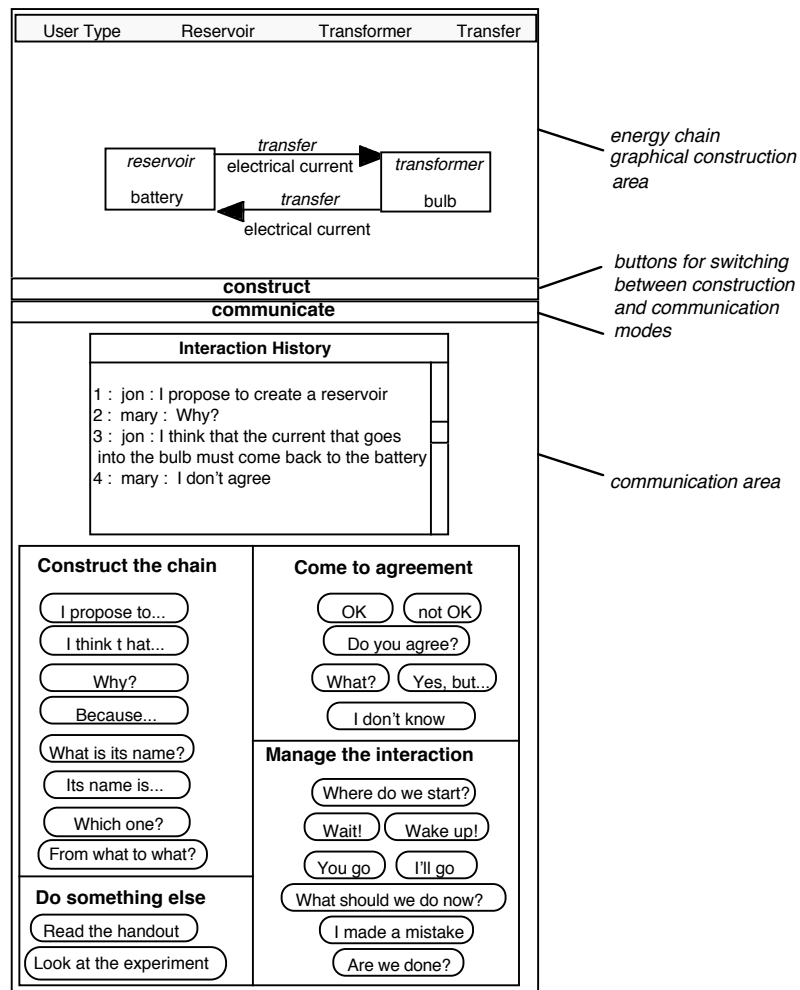 User Type Reservoir Transformer Transfer
transfer
reservoir electrical current transformer
battery transfer bulb
electrical current
energy chain
graphical construction
area
construct
communicate
buttons for switching
between construction
and communication
modes
Interaction History
1 : jon : I propose to create a reservoir
2 : mary : Why?
3 : jon : I think that the current that goes
into the bulb must come back to the battery
4 : mary : I don't agree
communication area
Construct the chain
I propose to...
I think t hat...
Why?
Because...
What is its name?
Its name is...
Which one?
From what to what?
Come to agreement
OK not OK
Do you agree?
What? Yes, but...
I don't know
Manage the interaction
Where do we start?
Wait! Wake up!
You go I'll go
What should we do now?
I made a mistake
Are we done?
Do something else
Read the handout
Look at the experiment